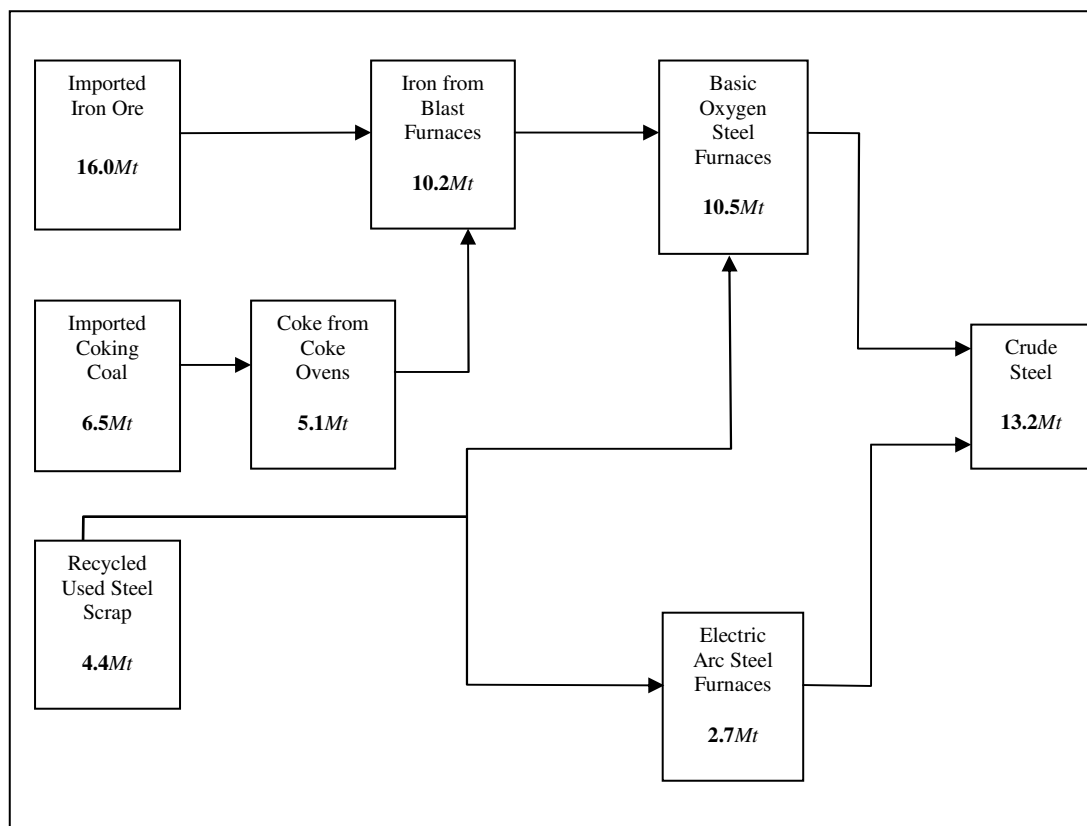 Imported
Iron Ore
16.0Mt
Iron from
Blast
Furnaces
10.2Mt
Basic
Oxygen
Steel
Furnaces
10.5Mt
Imported
Coking
Coal
6.5Mt
Coke from
Coke
Ovens
5.1Mt
Crude
Steel
13.2Mt
Recycled
Used Steel
Scrap
4.4Mt
Electric
Arc Steel
Furnaces
2.7Mt